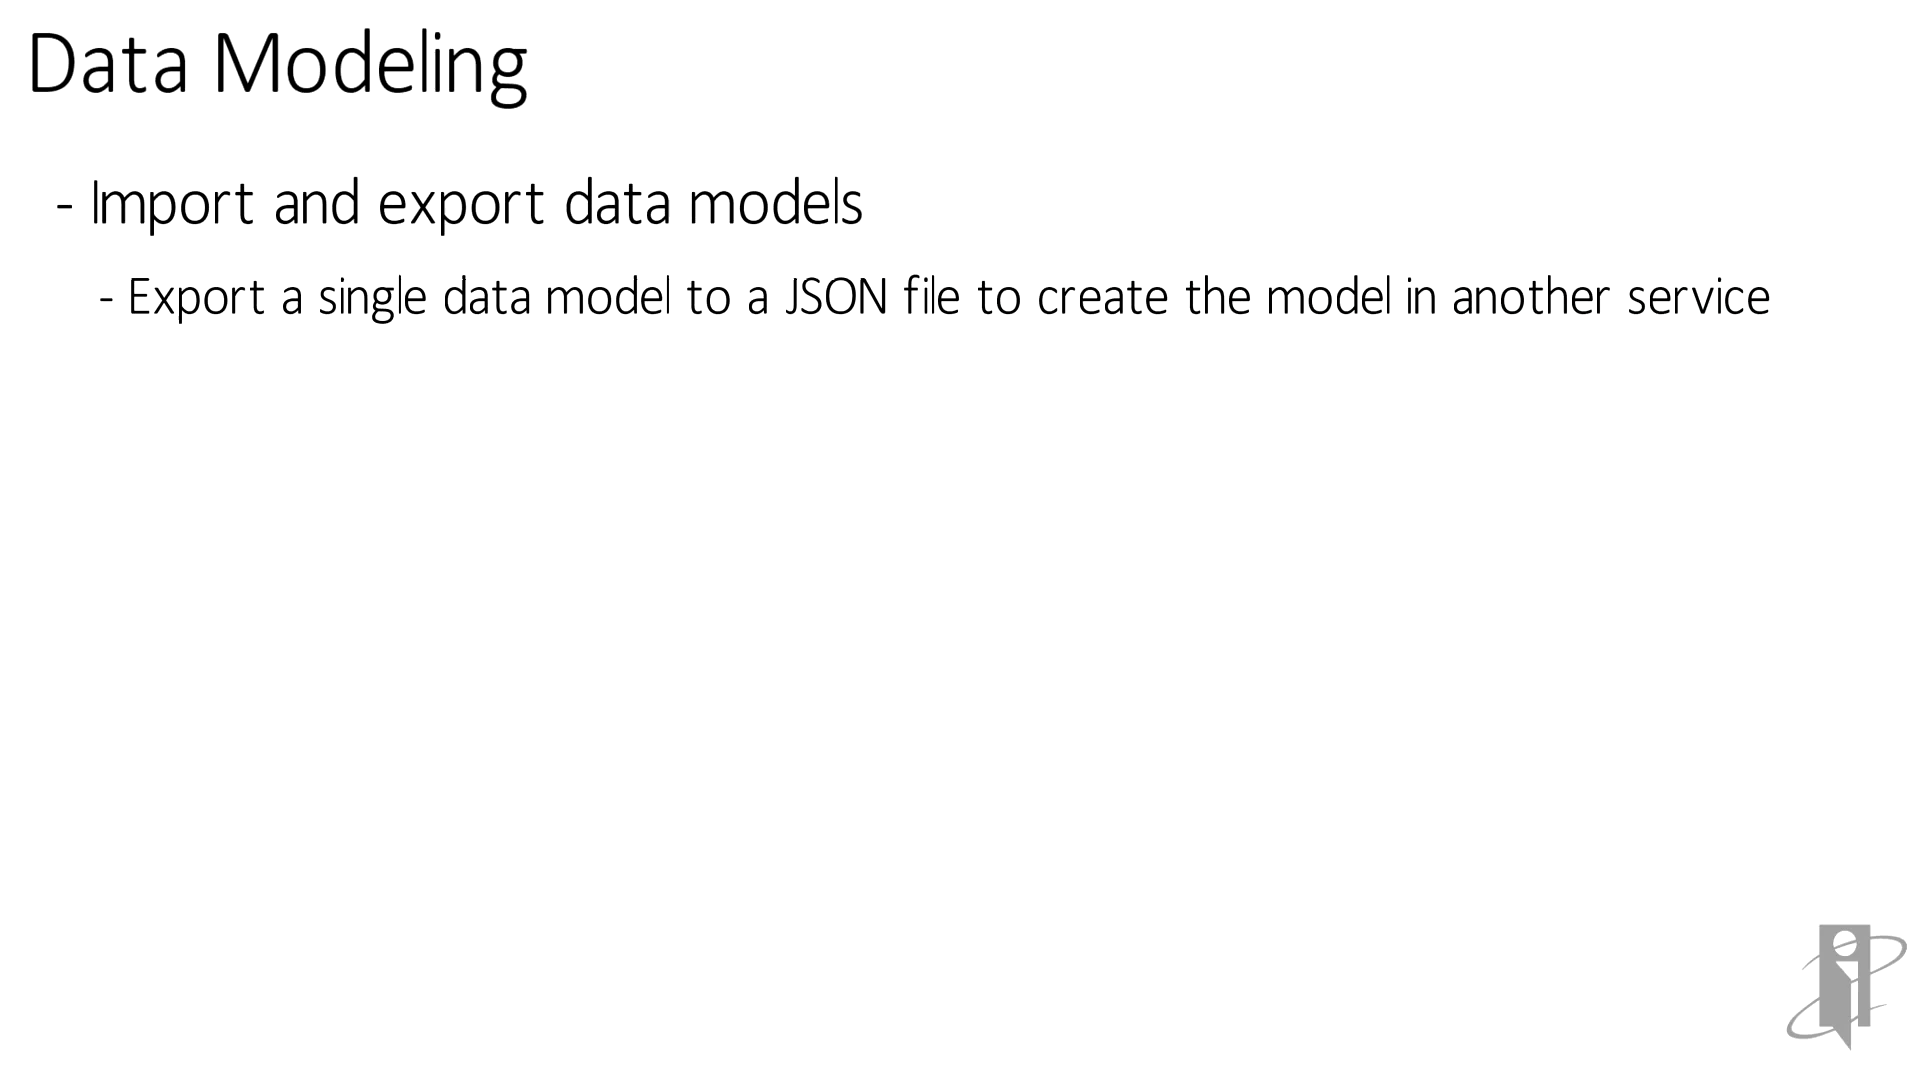 Data Modeling
- Import and export data models
- Export a single data model to a JSON file to create the model in another service